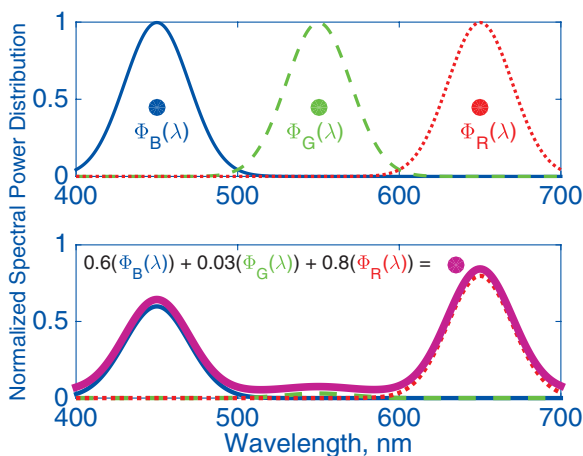 Normalized Spectral Power Distribution
1
0.5
0
Φ_B(λ)
Φ_G(λ)
Φ_R(λ)
400 500 600 700
1
0.6(Φ_B(λ)) + 0.03(Φ_G(λ)) + 0.8(Φ_R(λ)) =
0.5
0
400 500 600 700
Wavelength, nm